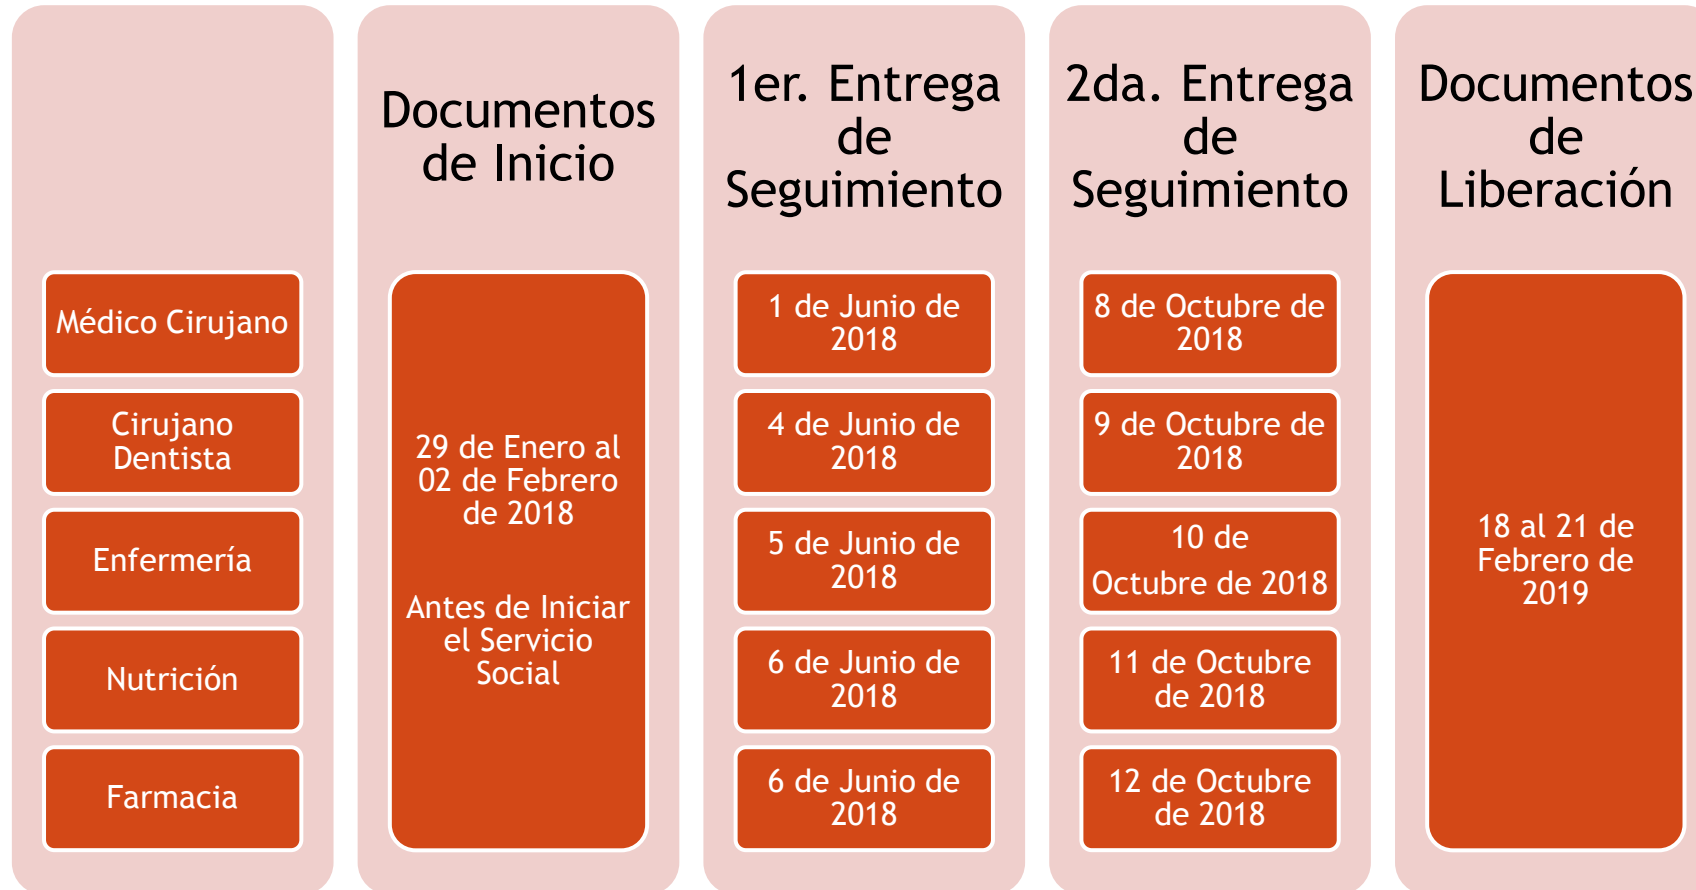 Médico Cirujano
Cirujano
Dentista
Enfermería
Nutrición
Farmacia
Documentos
de Inicio
29 de Enero al
02 de Febrero
de 2018
Antes de Iniciar
el Servicio
Social
1er. Entrega
de
Seguimiento
1 de Junio de
2018
4 de Junio de
2018
5 de Junio de
2018
6 de Junio de
2018
6 de Junio de
2018
2da. Entrega
de
Seguimiento
8 de Octubre de
2018
9 de Octubre de
2018
10 de
Octubre de 2018
11 de Octubre
de 2018
12 de Octubre
de 2018
Documentos
de
Liberación
18 al 21 de
Febrero de
2019